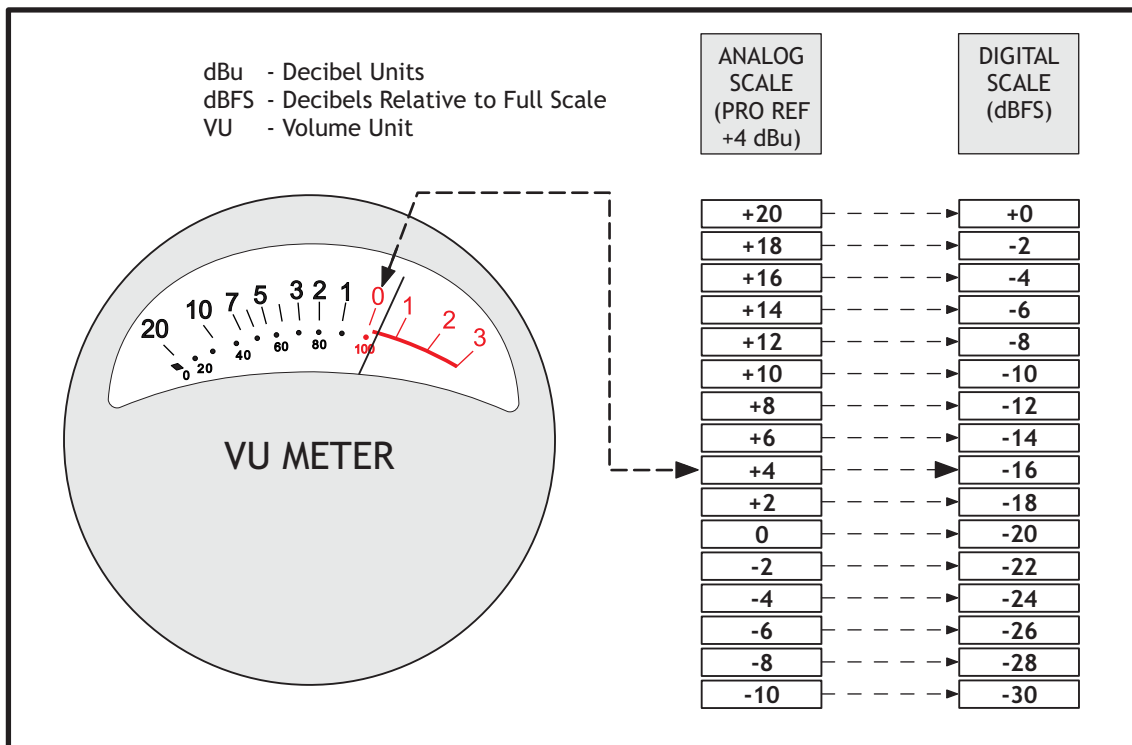 dBu - Decibel Units
dBFS - Decibels Relative to Full Scale
VU - Volume Unit
ANALOG
SCALE
(PRO REF
+4 dBu)
DIGITAL
SCALE
(dBFS)
20 10 7 5 3 2 1 0 1 2 3
0 20 40 60 80 100
VU METER
+20 +0
+18 -2
+16 -4
+14 -6
+12 -8
+10 -10
+8 -12
+6 -14
+4 -16
+2 -18
0 -20
-2 -22
-4 -24
-6 -26
-8 -28
-10 -30